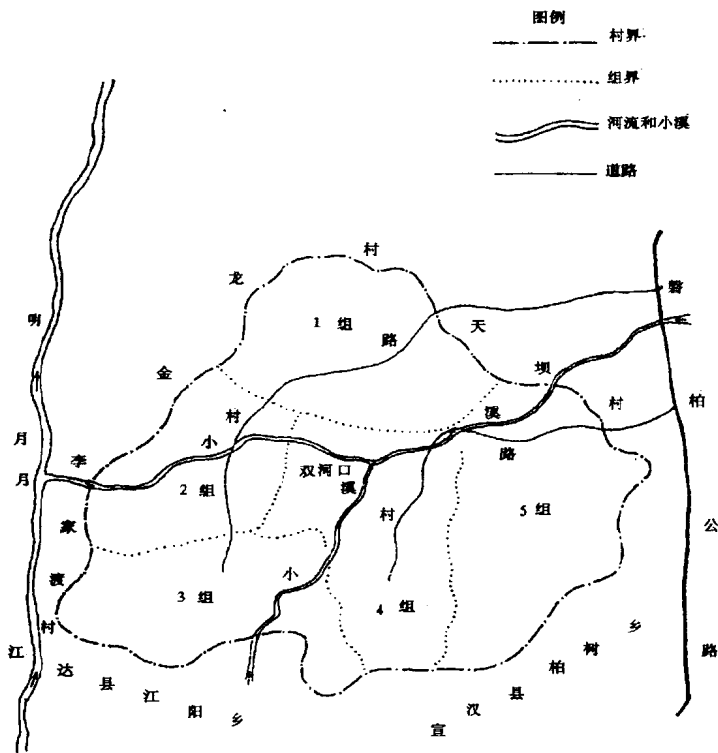 图例
村界
组界
河流和小溪
道路
金龙村
天坝村
磐
柏
公
路
1 组
2 组
3 组
4 组
5 组
村路
村路
小溪
小溪
双河口
李家渡村
月
月
江
达县江阳乡
宣汉县柏树乡